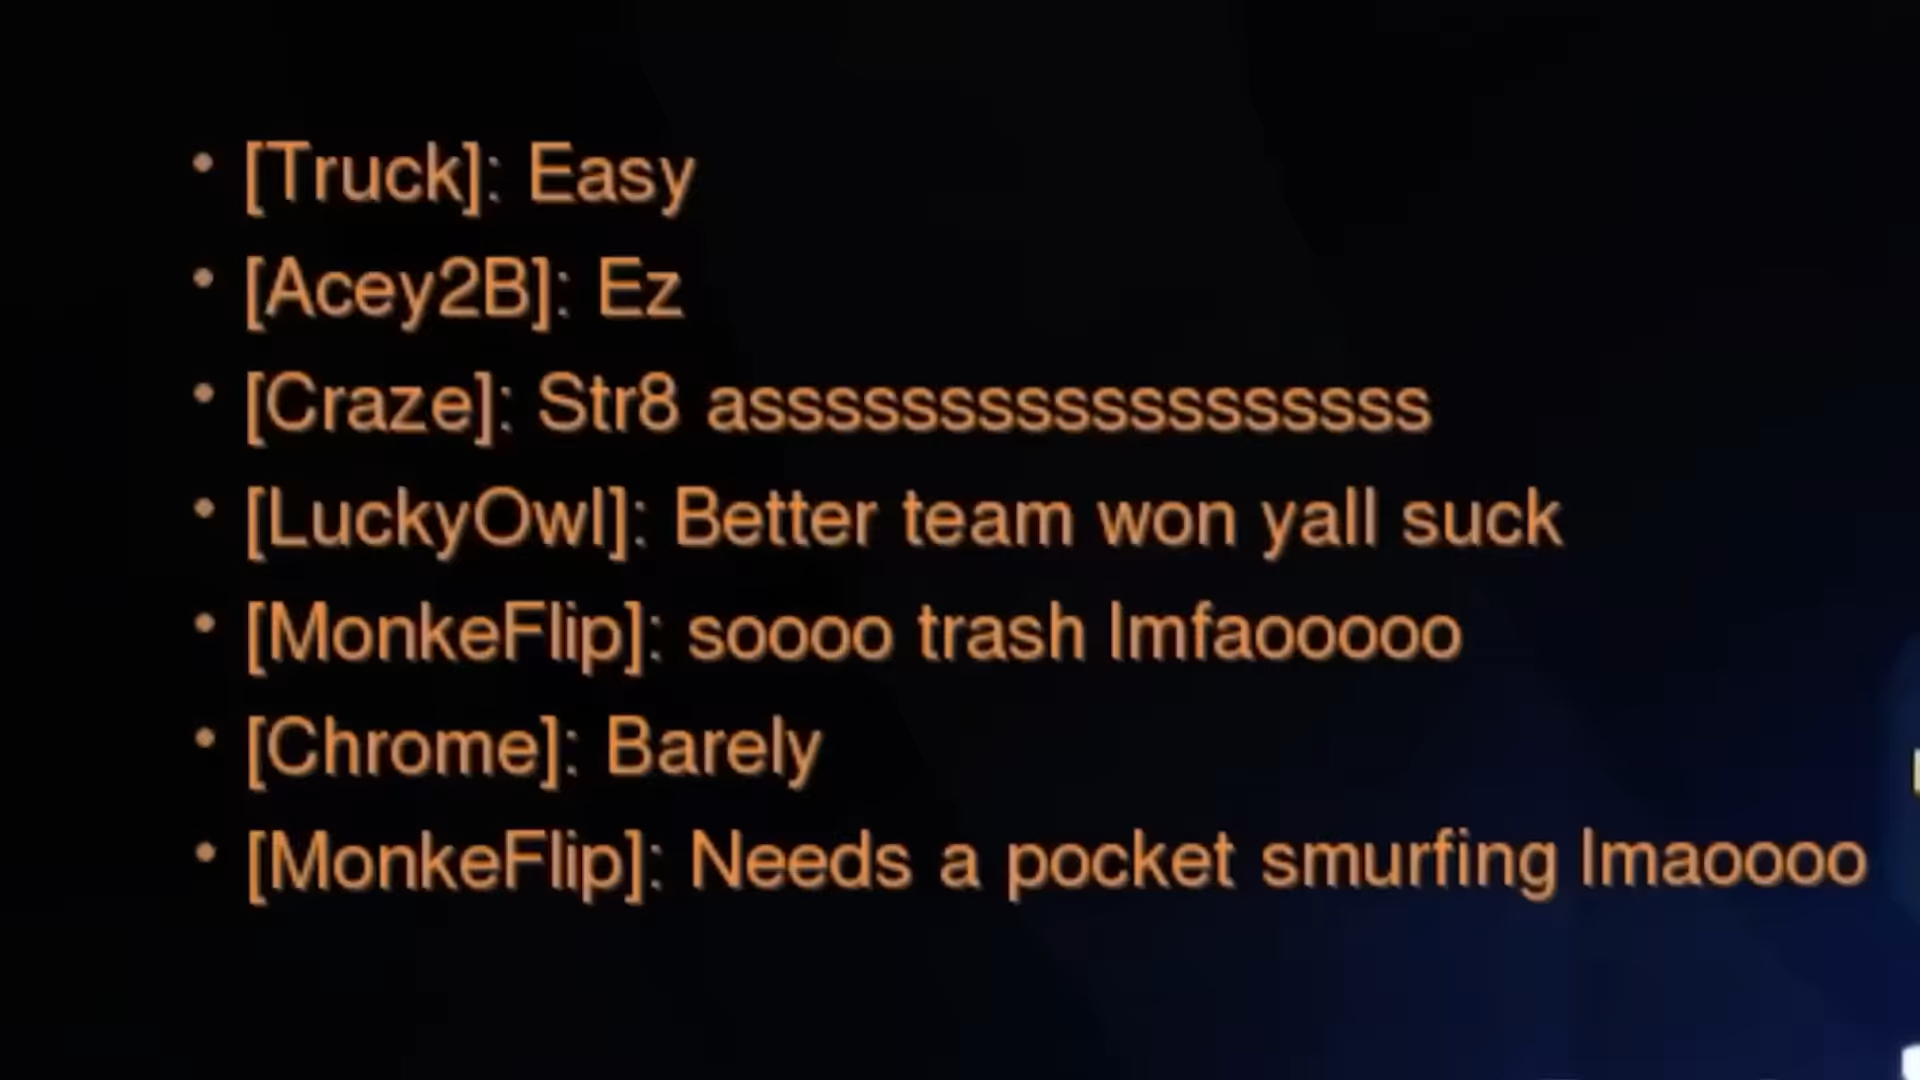 • [Truck]: Easy
• [Acey2B]: Ez
• [Craze]: Str8 asssssssssssssssssss
• [LuckyOwl]: Better team won yall suck
• [MonkeFlip]: soooo trash lmfaooooo
• [Chrome]: Barely
• [MonkeFlip]: Needs a pocket smurfing lmaoooo